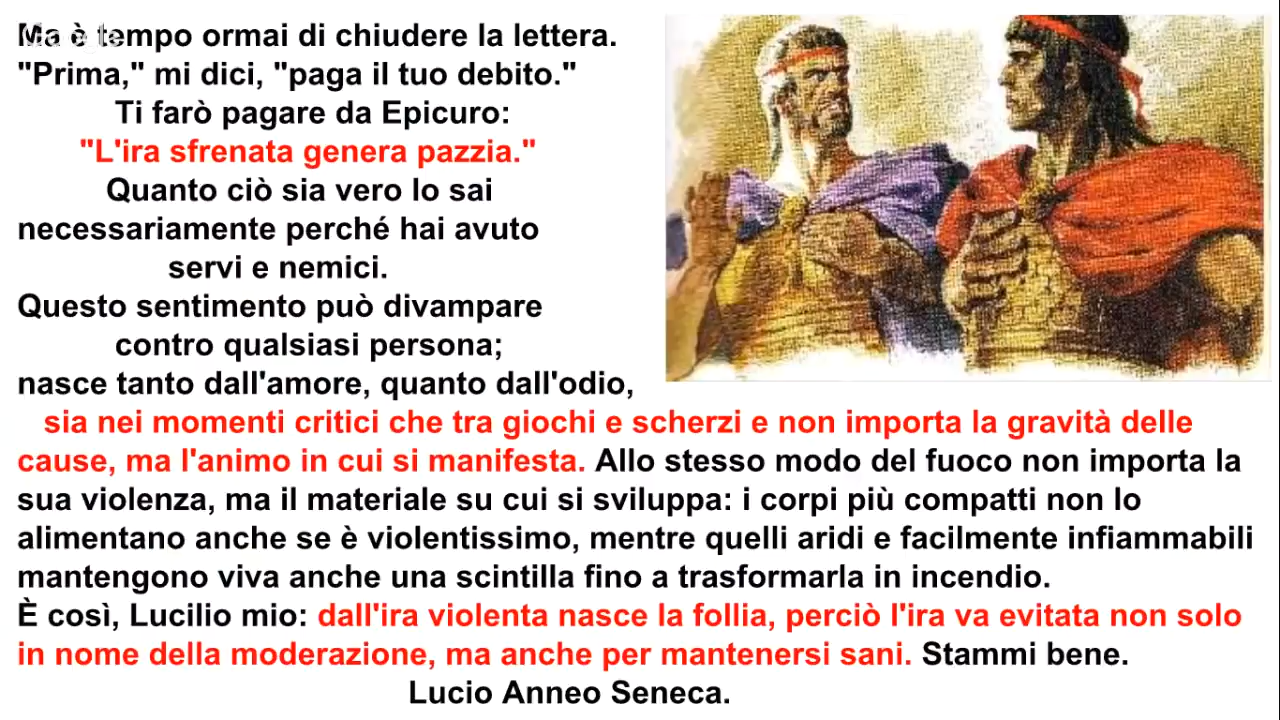 Ma è tempo ormai di chiudere la lettera.
"Prima," mi dici, "paga il tuo debito."
Ti farò pagare da Epicuro:
"L'ira sfrenata genera pazzia."
Quanto ciò sia vero lo sai
necessariamente perché hai avuto
servi e nemici.
Questo sentimento può divampare
contro qualsiasi persona;
nasce tanto dall'amore, quanto dall'odio,
sia nei momenti critici che tra giochi e scherzi e non importa la gravità delle
cause, ma l'animo in cui si manifesta. Allo stesso modo del fuoco non importa la
sua violenza, ma il materiale su cui si sviluppa: i corpi più compatti non lo
alimentano anche se è violentissimo, mentre quelli aridi e facilmente infiammabili
mantengono viva anche una scintilla fino a trasformarla in incendio.
È così, Lucilio mio: dall'ira violenta nasce la follia, perciò l'ira va evitata non solo
in nome della moderazione, ma anche per mantenersi sani. Stammi bene.
Lucio Anneo Seneca.